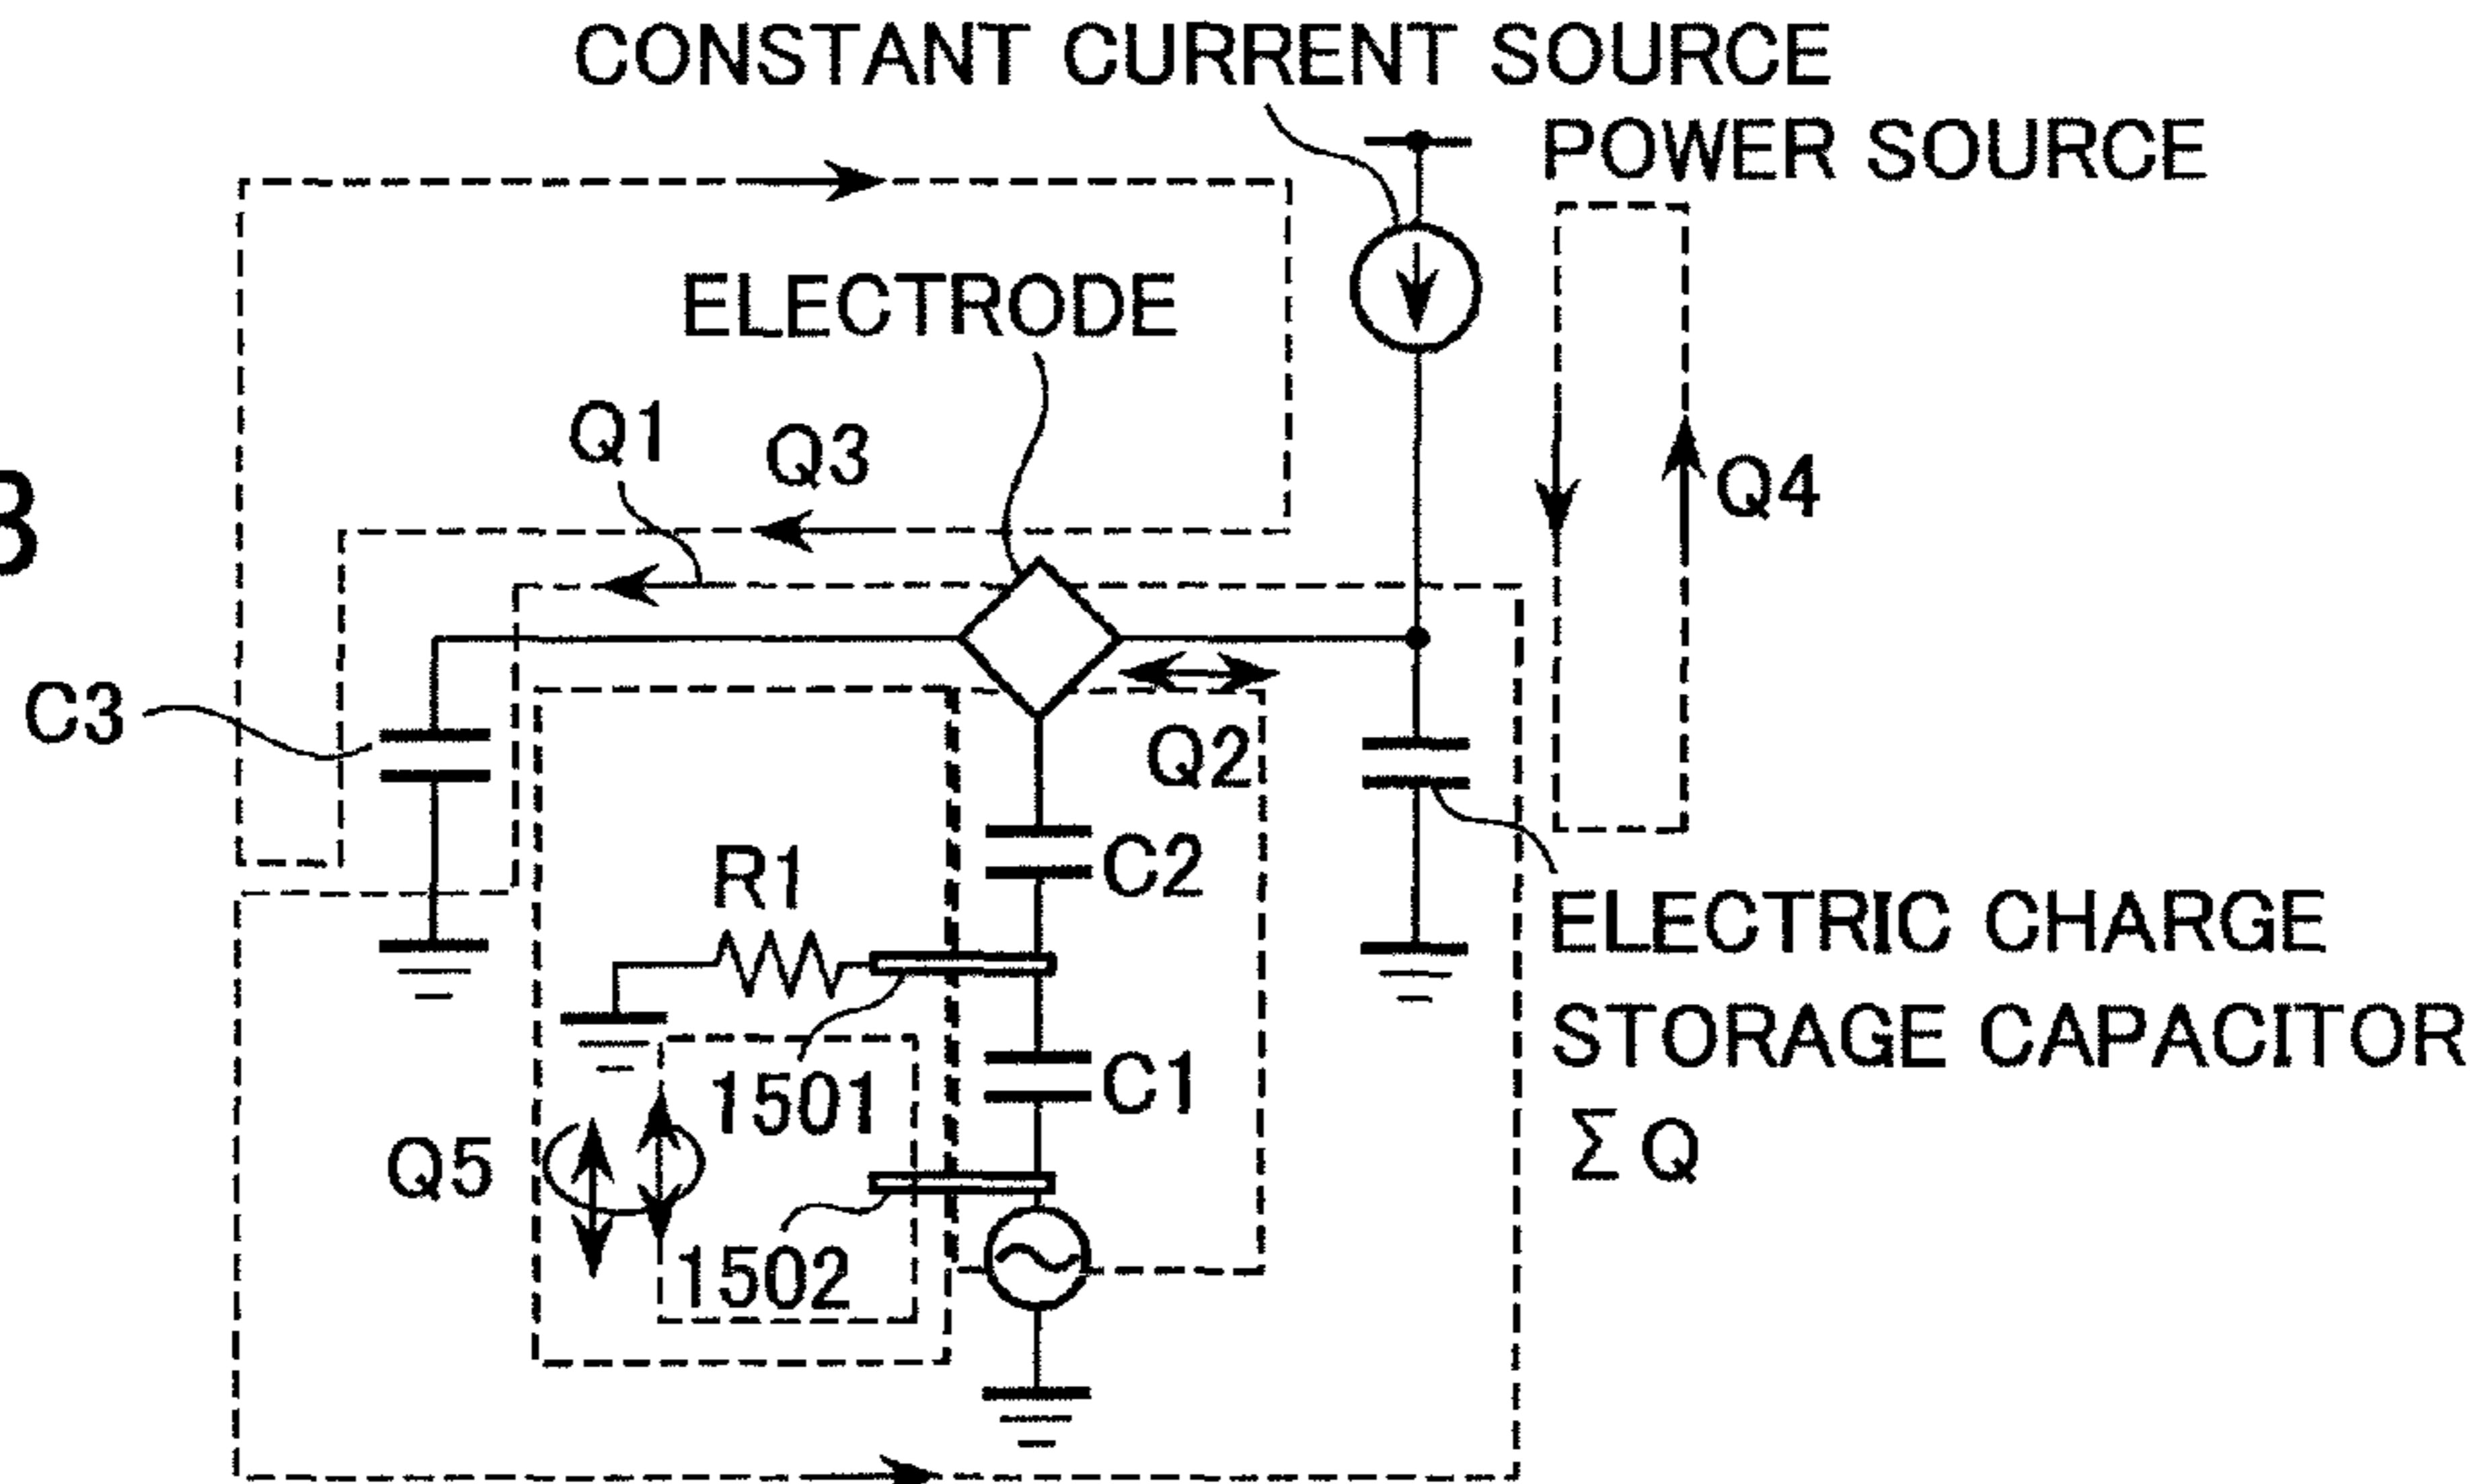 CONSTANT CURRENT SOURCE
POWER SOURCE
ELECTRODE
Q1
Q3
Q4
C3
Q2
C2
R1
ELECTRIC CHARGE
STORAGE CAPACITOR
ΣQ
1501
C1
Q5
1502